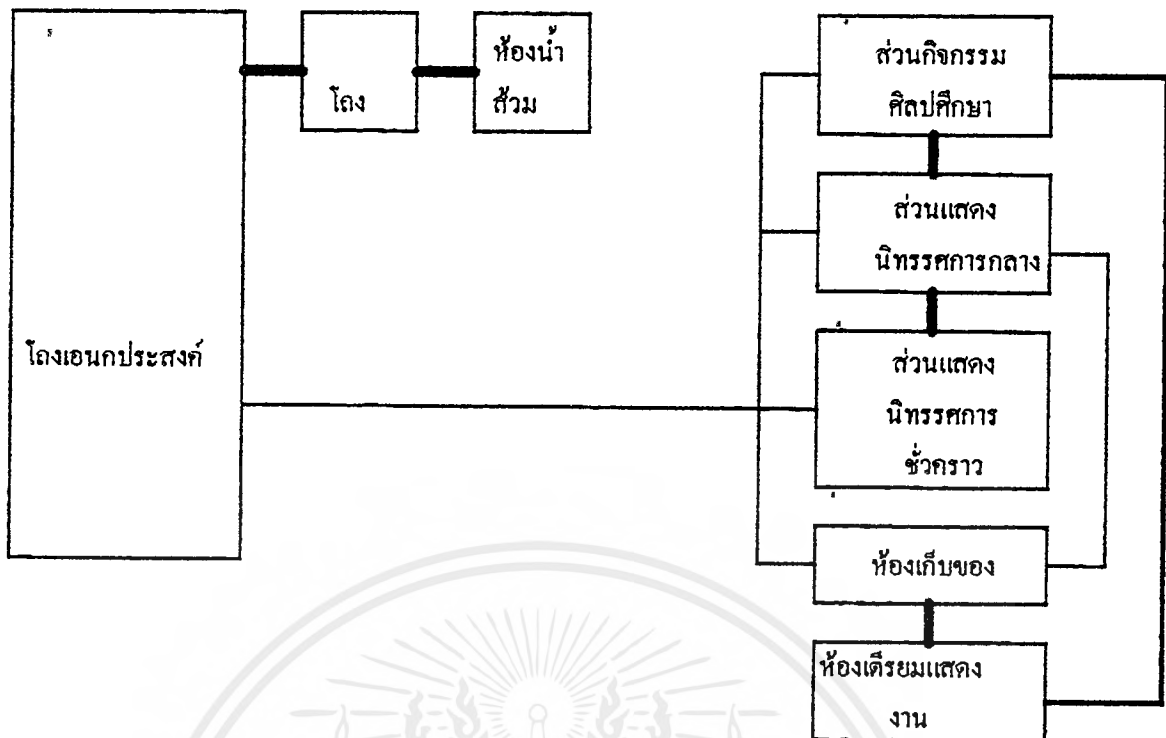 โถงเอนกประสงค์
โถง
ห้องน้ำ
ส้วม
ส่วนกิจกรรม
ศิลปศึกษา
ส่วนแสดง
นิทรรศการกลาง
ส่วนแสดง
นิทรรศการ
ชั่วคราว
ห้องเก็บของ
ห้องเตรียมแสดง
งาน